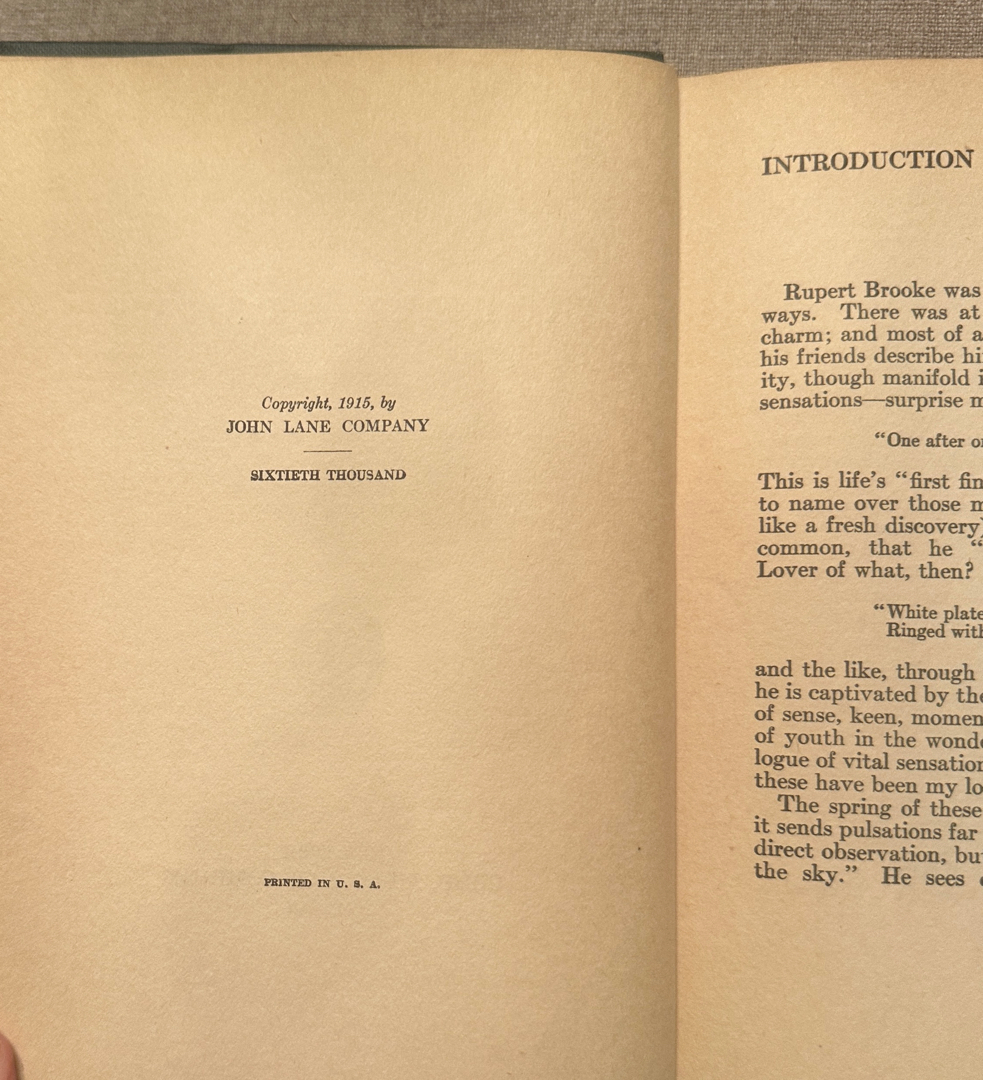 Copyright, 1915, by
JOHN LANE COMPANY
SIXTIETH THOUSAND
PRINTED IN U. S. A.
INTRODUCTION
Rupert Brooke was
ways. There was at
charm; and most of a
his friends describe hi
ity, though manifold i
sensations—surprise m
“One after o
This is life’s “first fin
to name over those m
like a fresh discovery)
common, that he “
Lover of what, then?
“White plate
Ringed with
and the like, through
he is captivated by the
of sense, keen, momen
of youth in the wond
logue of vital sensation
these have been my lo
The spring of these
it sends pulsations far
direct observation, bu
the sky.” He sees